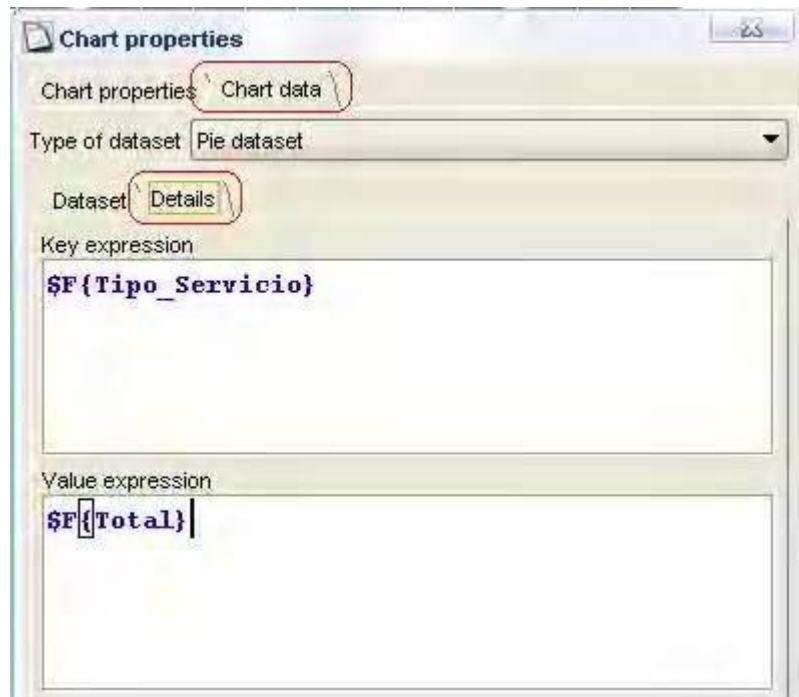 Chart properties
Chart properties Chart data
Type of dataset Pie dataset
Dataset Details
Key expression
$F{Tipo_Servicio}
Value expression
$F{Total}